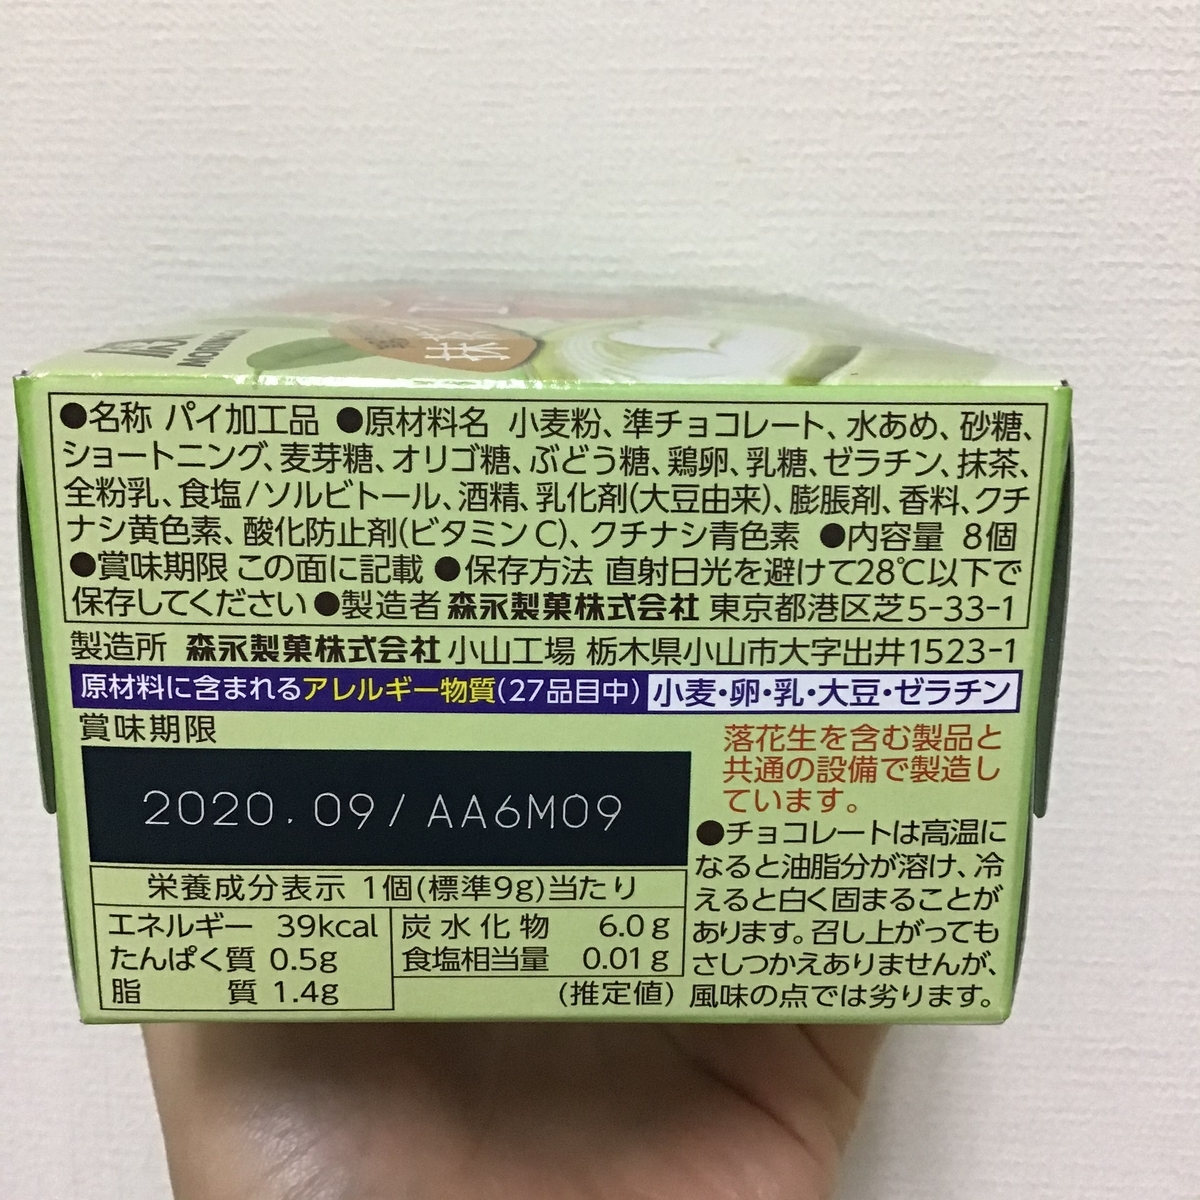 抹茶
●名称 パイ加工品 ●原材料名 小麦粉、準チョコレート、水あめ、砂糖、
ショートニング、麦芽糖、オリゴ糖、ぶどう糖、鶏卵、乳糖、ゼラチン、抹茶、
全粉乳、食塩/ソルビトール、酒精、乳化剤(大豆由来)、膨脹剤、香料、クチ
ナシ黄色素、酸化防止剤(ビタミンC)、クチナシ青色素 ●内容量 8個
●賞味期限 この面に記載 ●保存方法 直射日光を避けて28℃以下で
保存してください ●製造者 森永製菓株式会社 東京都港区芝5-33-1
製造所 森永製菓株式会社 小山工場 栃木県小山市大字出井1523-1
原材料に含まれるアレルギー物質(27品目中) 小麦・卵・乳・大豆・ゼラチン
賞味期限
2020.09/AA6M09
栄養成分表示 1個(標準9g)当たり
エネルギー 39kcal
たんぱく質 0.5g
脂質 1.4g
炭水化物 6.0g
食塩相当量 0.01g
(推定値)
落花生を含む製品と
共通の設備で製造し
ています。
●チョコレートは高温に
なると油脂分が溶け、冷
えると白く固まることが
あります。召し上がっても
さしつかえありませんが、
風味の点では劣ります。